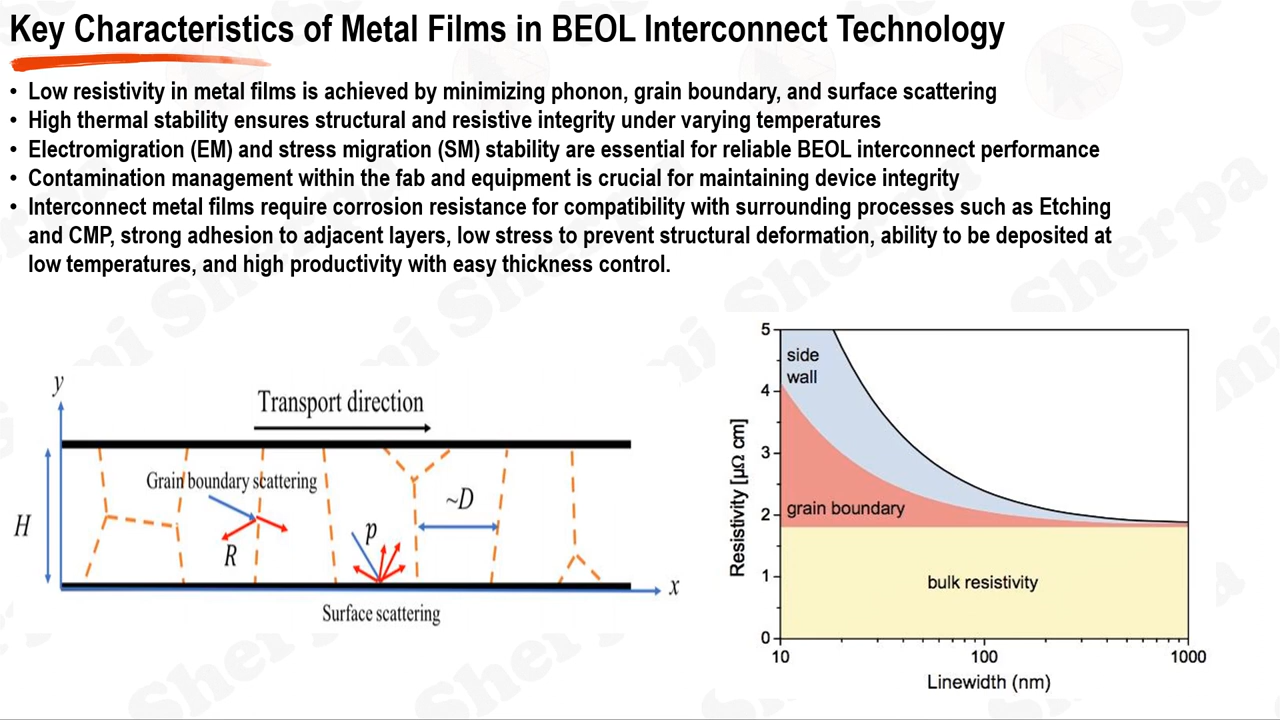 Key Characteristics of Metal Films in BEOL Interconnect Technology
• Low resistivity in metal films is achieved by minimizing phonon, grain boundary, and surface scattering
• High thermal stability ensures structural and resistive integrity under varying temperatures
• Electromigration (EM) and stress migration (SM) stability are essential for reliable BEOL interconnect performance
• Contamination management within the fab and equipment is crucial for maintaining device integrity
• Interconnect metal films require corrosion resistance for compatibility with surrounding processes such as Etching
and CMP, strong adhesion to adjacent layers, low stress to prevent structural deformation, ability to be deposited at
low temperatures, and high productivity with easy thickness control.
y
Transport direction
Grain boundary scattering
~D
H
R
p
x
Surface scattering
5
side
wall
4
3
grain boundary
2
1
bulk resistivity
0
Resistivity [μΩ cm]
10
100
1000
Linewidth (nm)
Sherpa
Sherpa
Sherpa